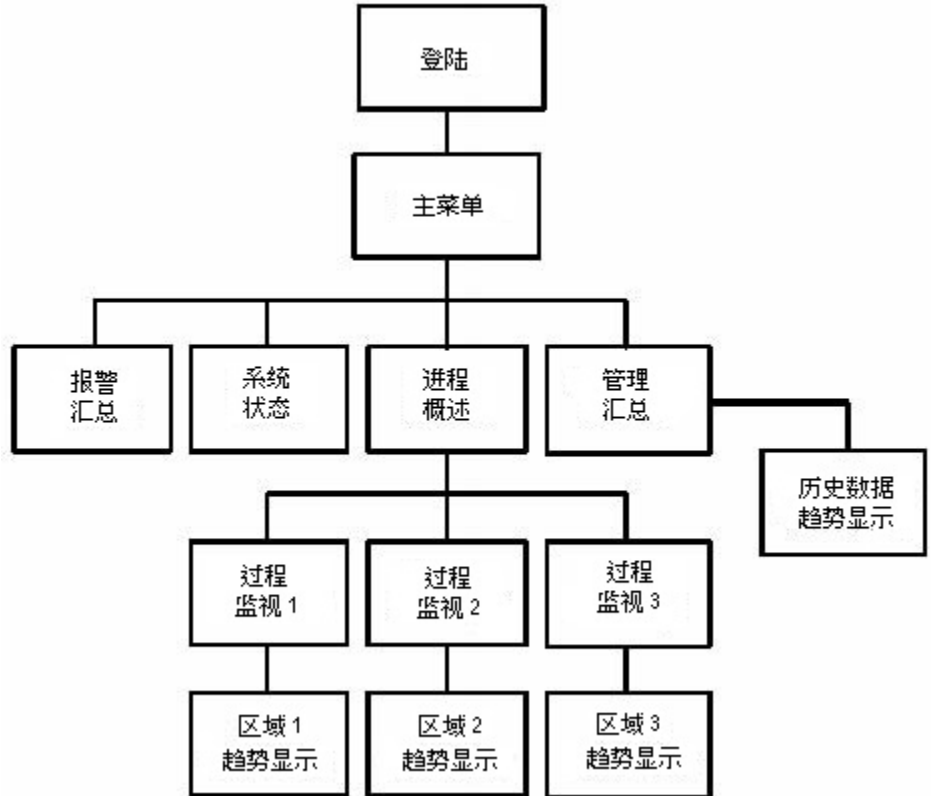 登陆
主菜单
报警
汇总
系统
状态
进程
概述
管理
汇总
历史数据
趋势显示
过程
监视 1
过程
监视 2
过程
监视 3
区域 1
趋势显示
区域 2
趋势显示
区域 3
趋势显示